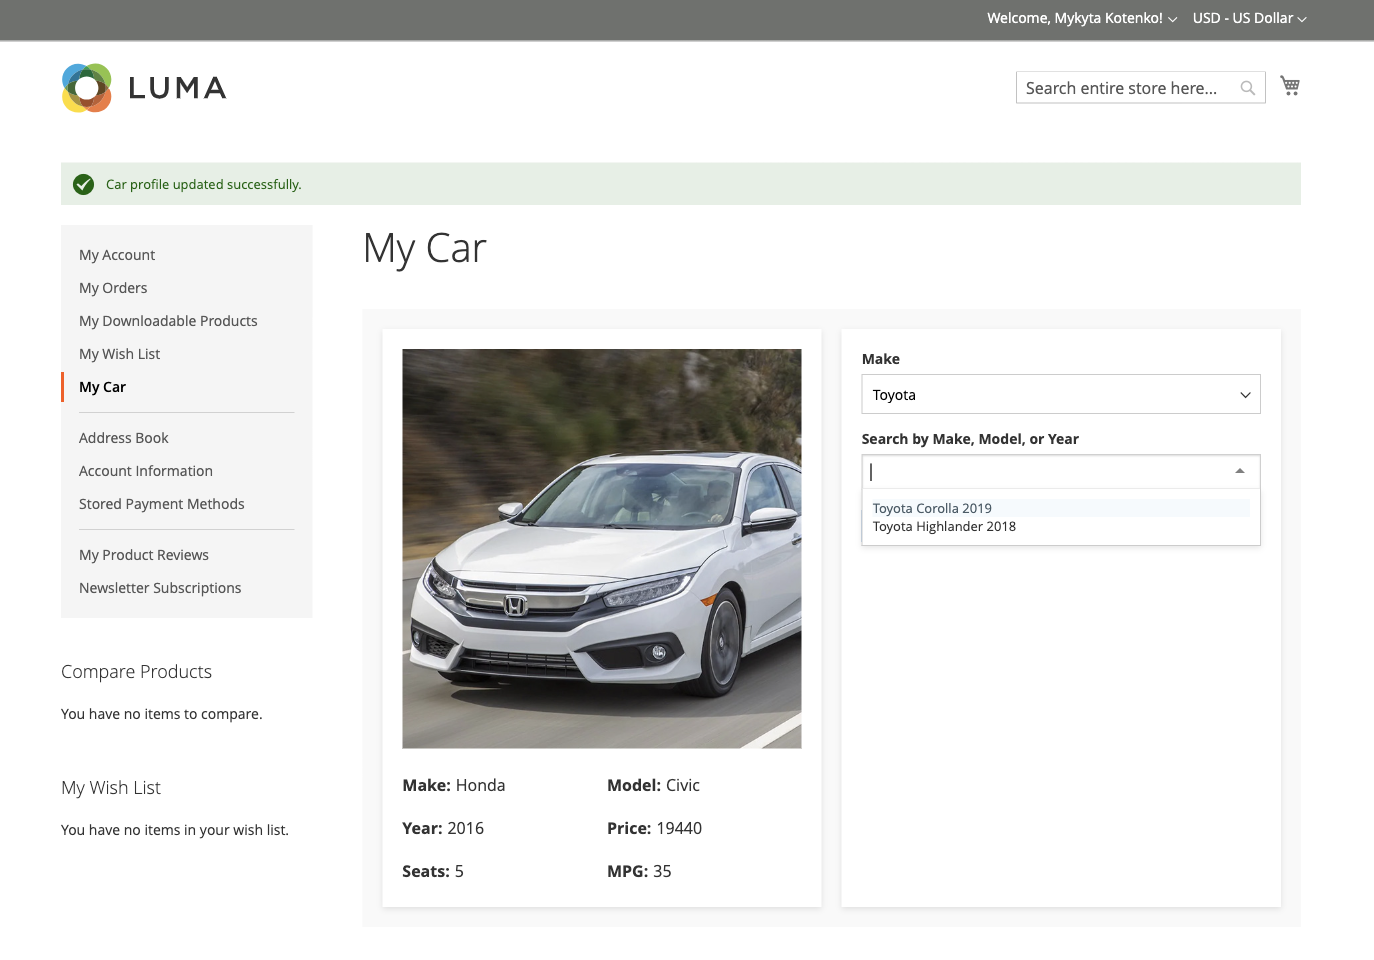 Welcome, Mykyta Kotenko! USD - US Dollar
LUMA
Search entire store here...
Car profile updated successfully.
My Account
My Orders
My Downloadable Products
My Wish List
My Car
Address Book
Account Information
Stored Payment Methods
My Product Reviews
Newsletter Subscriptions
Compare Products
You have no items to compare.
My Wish List
You have no items in your wish list.
My Car
Make: Honda Model: Civic
Year: 2016 Price: 19440
Seats: 5 MPG: 35
Make
Toyota
Search by Make, Model, or Year
Toyota Corolla 2019
Toyota Highlander 2018